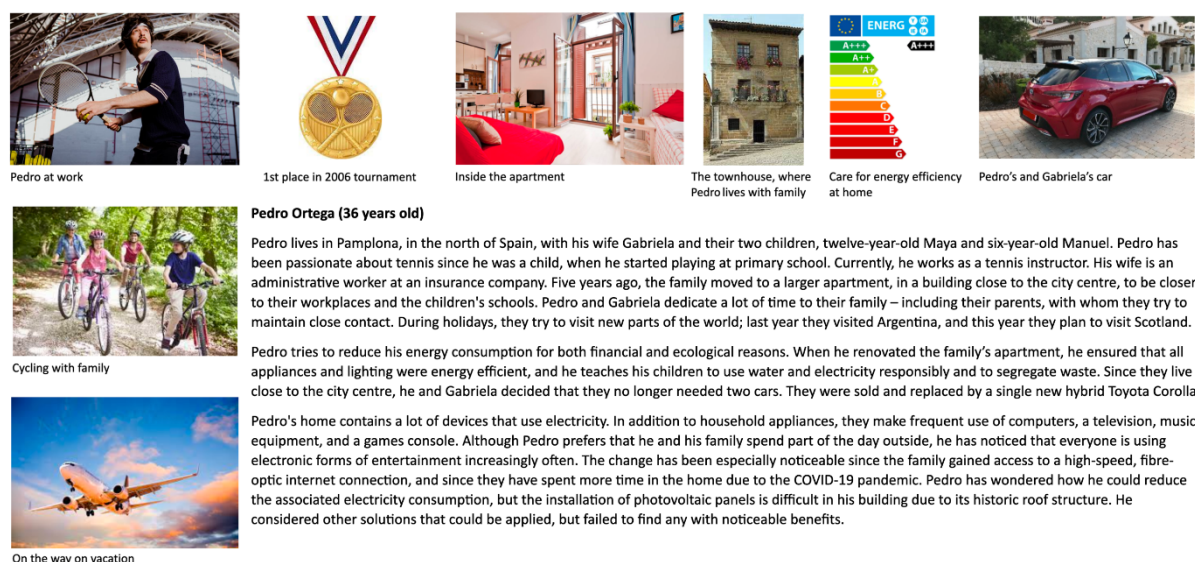 ENERG
A+++
A+++
A++
A+
A
B
C
D
E
F
G
Pedro at work
1st place in 2006 tournament
Inside the apartment
The townhouse, where
Pedro lives with family
Care for energy efficiency
at home
Pedro's and Gabriela's car
Cycling with family
On the way on vacation
Pedro Ortega (36 years old)
Pedro lives in Pamplona, in the north of Spain, with his wife Gabriela and their two children, twelve-year-old Maya and six-year-old Manuel. Pedro has
been passionate about tennis since he was a child, when he started playing at primary school. Currently, he works as a tennis instructor. His wife is an
administrative worker at an insurance company. Five years ago, the family moved to a larger apartment, in a building close to the city centre, to be closer
to their workplaces and the children's schools. Pedro and Gabriela dedicate a lot of time to their family – including their parents, with whom they try to
maintain close contact. During holidays, they try to visit new parts of the world; last year they visited Argentina, and this year they plan to visit Scotland.
Pedro tries to reduce his energy consumption for both financial and ecological reasons. When he renovated the family's apartment, he ensured that all
appliances and lighting were energy efficient, and he teaches his children to use water and electricity responsibly and to segregate waste. Since they live
close to the city centre, he and Gabriela decided that they no longer needed two cars. They were sold and replaced by a single new hybrid Toyota Corolla
Pedro's home contains a lot of devices that use electricity. In addition to household appliances, they make frequent use of computers, a television, music
equipment, and a games console. Although Pedro prefers that he and his family spend part of the day outside, he has noticed that everyone is using
electronic forms of entertainment increasingly often. The change has been especially noticeable since the family gained access to a high-speed, fibre-
optic internet connection, and since they have spent more time in the home due to the COVID-19 pandemic. Pedro has wondered how he could reduce
the associated electricity consumption, but the installation of photovoltaic panels is difficult in his building due to its historic roof structure. He
considered other solutions that could be applied, but failed to find any with noticeable benefits.